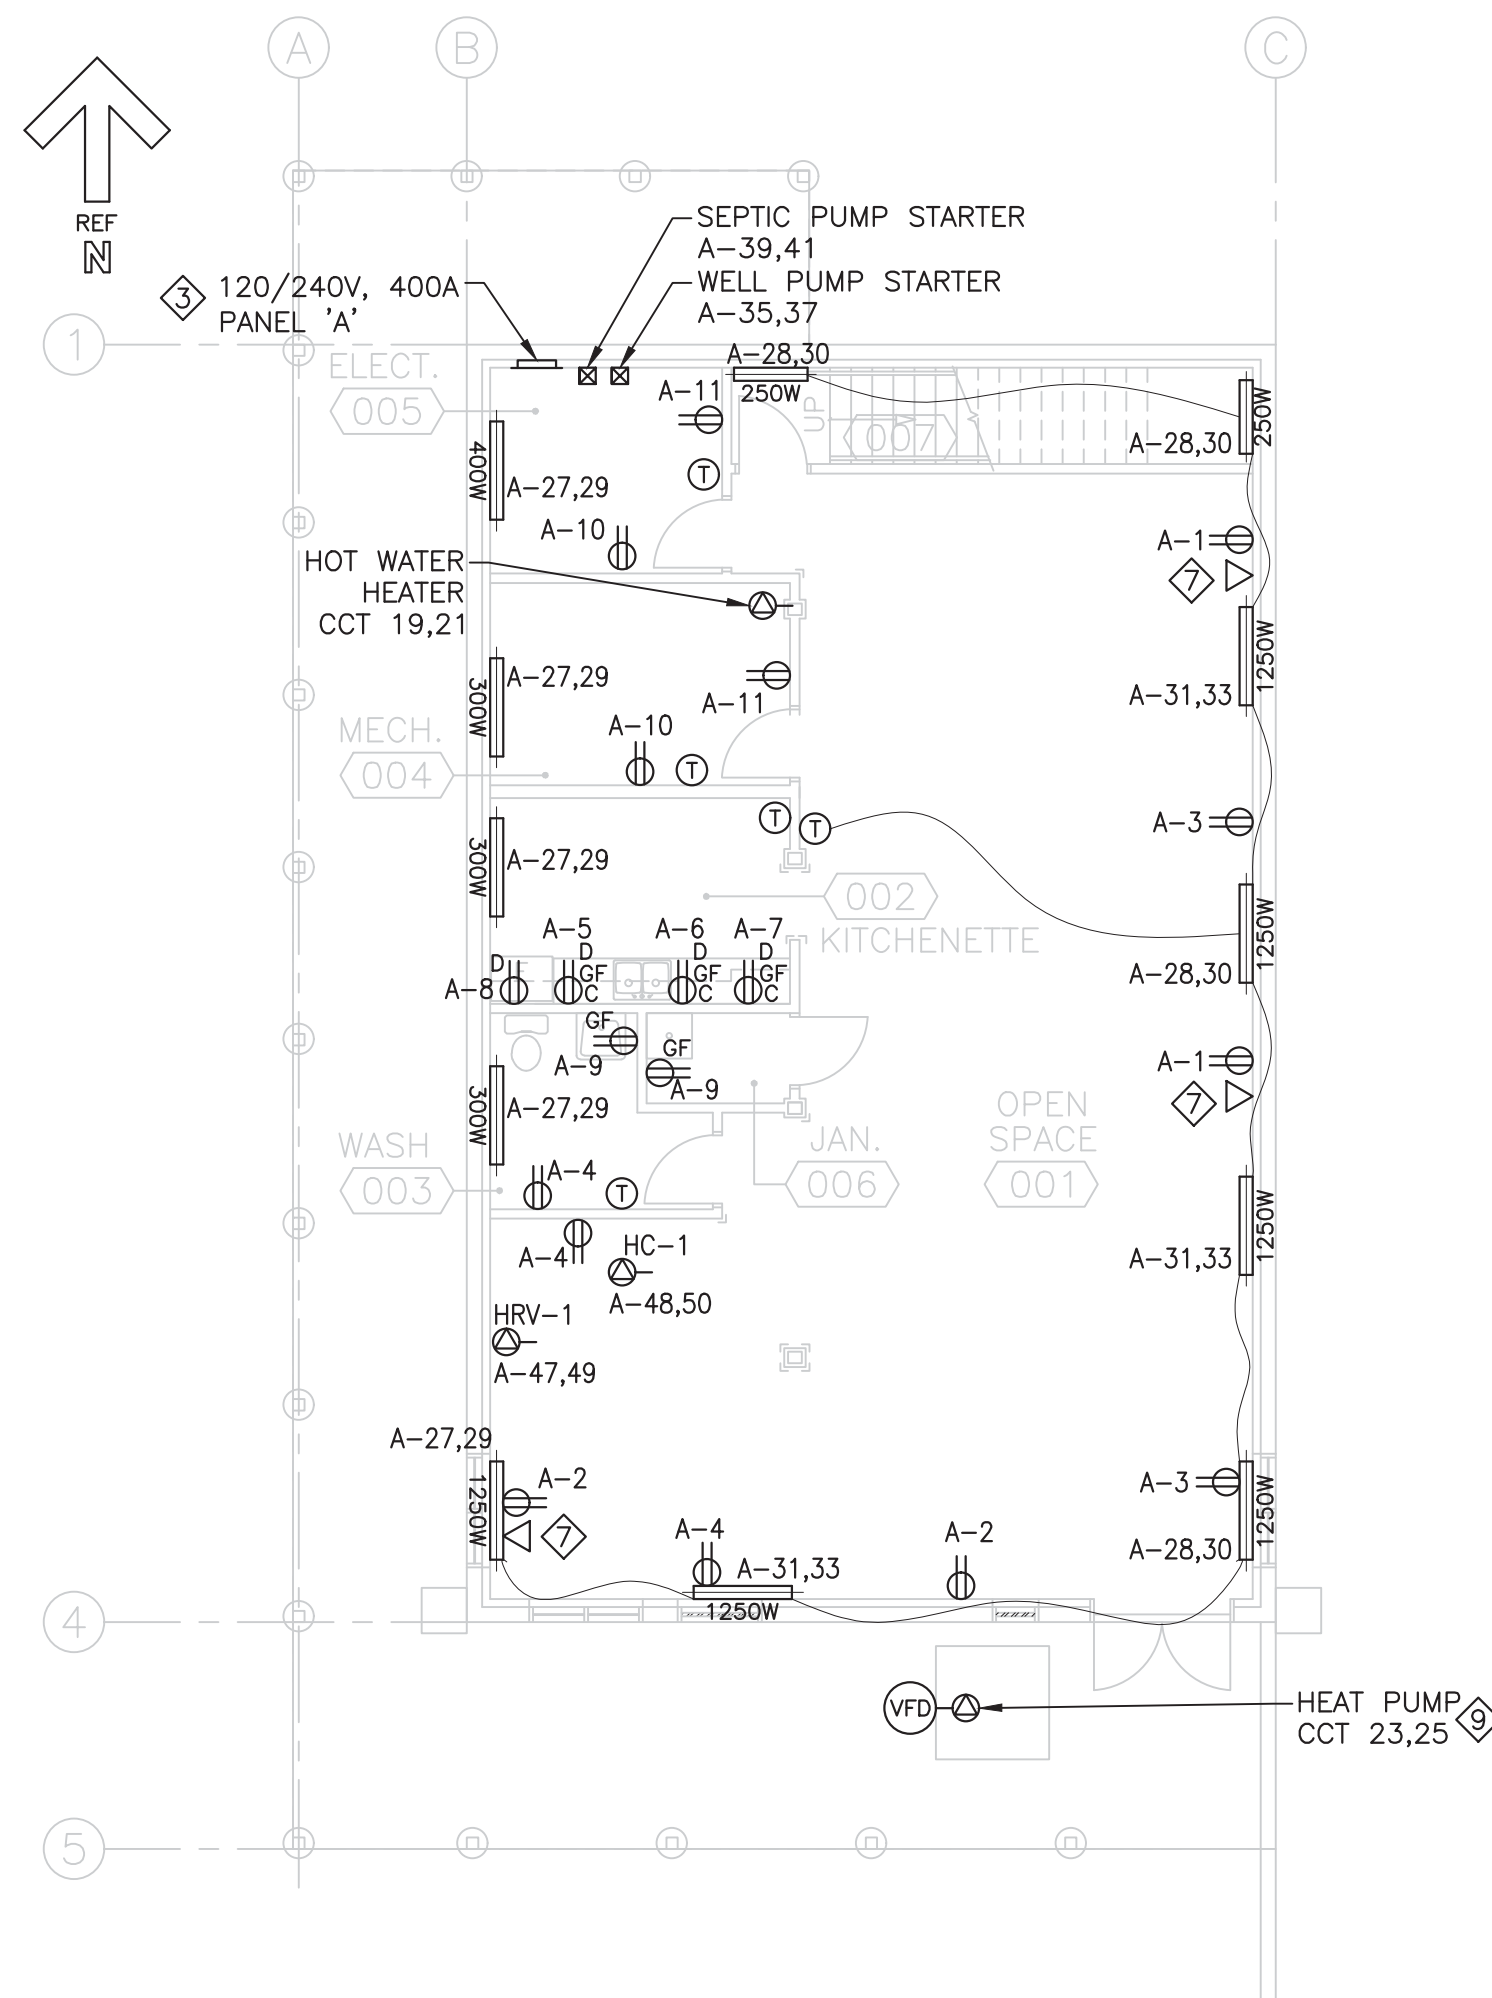 A
B
C
REF
N
SEPTIC PUMP STARTER
A-39,41
WELL PUMP STARTER
A-35,37
3
120/240V, 400A
PANEL 'A'
1
ELECT.
005
A-28,30
250W
A-11
UP
007
250W
A-28,30
400W
A-27,29
T
A-10
A-1
7
HOT WATER
HEATER
CCT 19,21
300W
A-27,29
A-11
1250W
A-31,33
MECH.
004
A-10
T
T
T
A-3
300W
A-27,29
002
KITCHENETTE
1250W
A-28,30
A-5
A-6
A-7
D
D
D
D
GF
GF
GF
A-8
C
C
C
GF
A-9
GF
A-9
A-1
7
300W
A-27,29
OPEN
SPACE
001
WASH
003
JAN.
006
A-4
T
1250W
A-31,33
A-4
HC-1
A-48,50
HRV-1
A-47,49
A-27,29
1250W
A-2
7
A-3
1250W
A-28,30
A-4
A-31,33
1250W
A-2
4
VFD
HEAT PUMP
CCT 23,25
9
5